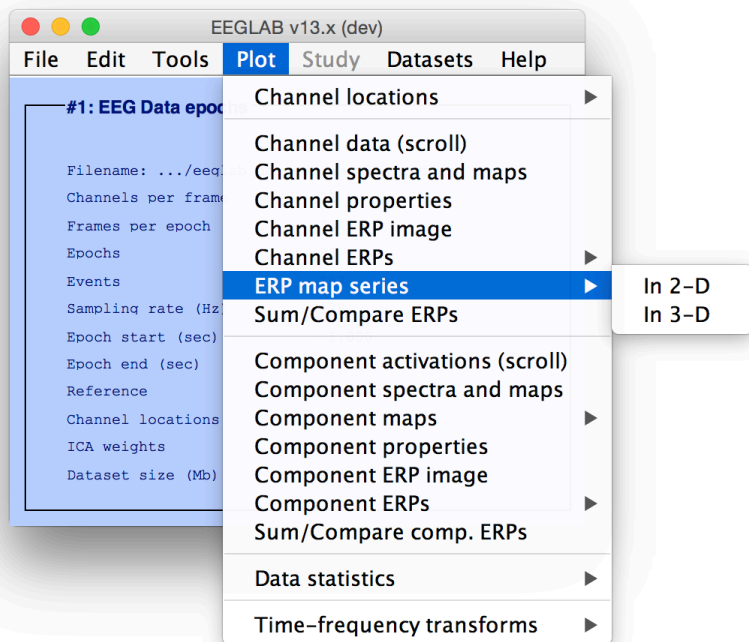 EEGLAB v13.x (dev)
File Edit Tools Plot Study Datasets Help
#1: EEG Data epoc
Filename: .../eegl
Channels per frame
Frames per epoch
Epochs
Events
Sampling rate (Hz)
Epoch start (sec)
Epoch end (sec)
Reference
Channel locations
ICA weights
Dataset size (Mb)
Channel locations
Channel data (scroll)
Channel spectra and maps
Channel properties
Channel ERP image
Channel ERPs
ERP map series
Sum/Compare ERPs
Component activations (scroll)
Component spectra and maps
Component maps
Component properties
Component ERP image
Component ERPs
Sum/Compare comp. ERPs
Data statistics
Time-frequency transforms
In 2-D
In 3-D